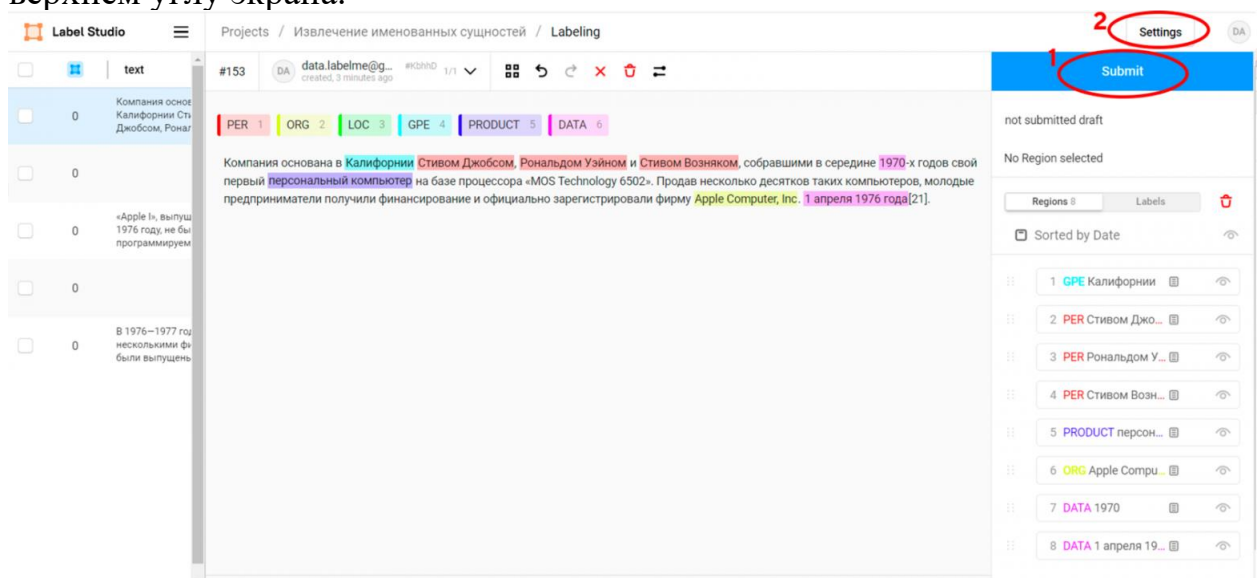 верхнем углу экрана.
Label Studio
Projects / Извлечение именованных сущностей / Labeling
2
Settings
DA
text
#153
DA
data.labelme@g...
created, 3 minutes ago
#KbhhD
1/1
1
Submit
0
Компания основ
Калифорнии Сти
Джобсом, Ронал
PER 1
ORG 2
LOC 3
GPE 4
PRODUCT 5
DATA 6
not submitted draft
Компания основана в Калифорнии Стивом Джобсом, Рональдом Уэйном и Стивом Возняком, собравшими в середине 1970-х годов свой
первый персональный компьютер на базе процессора «MOS Technology 6502». Продав несколько десятков таких компьютеров, молодые
предприниматели получили финансирование и официально зарегистрировали фирму Apple Computer, Inc. 1 апреля 1976 года[21].
No Region selected
0
Regions 8
Labels
0
«Apple I», выпущ
1976 году, не бы
программируем
Sorted by Date
0
1 GPE Калифорнии
2 PER Стивом Джо...
0
В 1976–1977 год
несколькими фи
были выпущень
3 PER Рональдом У...
4 PER Стивом Возн...
5 PRODUCT персон...
6 ORG Apple Compu...
7 DATA 1970
8 DATA 1 апреля 19...